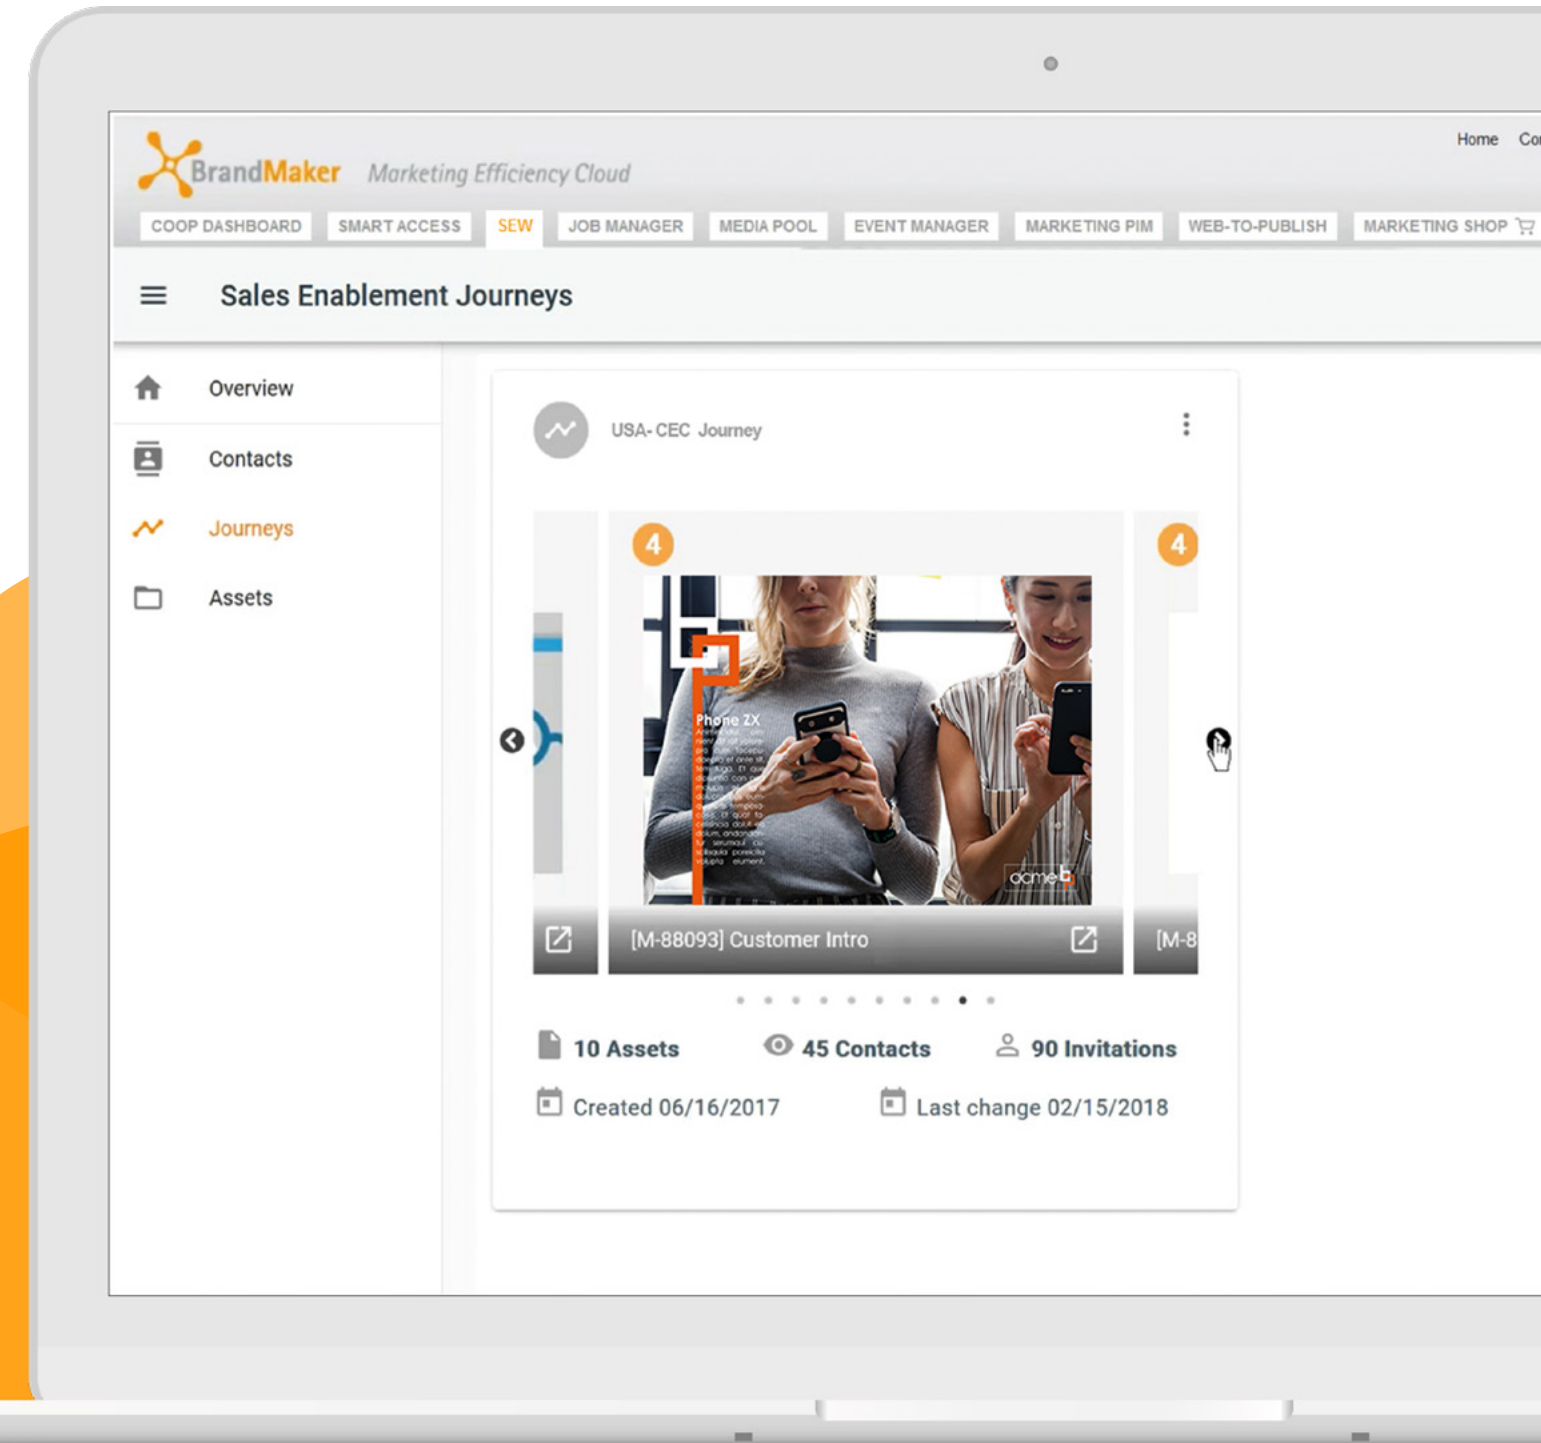 BrandMaker Marketing Efficiency Cloud
Home
COOP DASHBOARD SMART ACCESS SEW JOB MANAGER MEDIA POOL EVENT MANAGER MARKETING PIM WEB-TO-PUBLISH MARKETING SHOP
Sales Enablement Journeys
Overview
Contacts
Journeys
Assets
USA- CEC Journey
4
4
Phone ZX
acme
[M-88093] Customer Intro
[M-8
10 Assets 45 Contacts 90 Invitations
Created 06/16/2017 Last change 02/15/2018